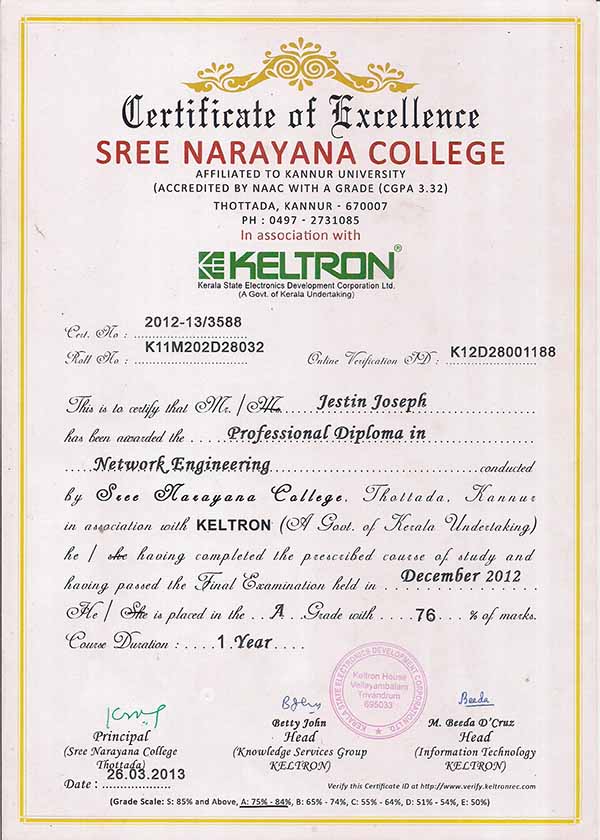 Certificate of Excellence
SREE NARAYANA COLLEGE
AFFILIATED TO KANNUR UNIVERSITY
(ACCREDITED BY NAAC WITH A GRADE (CGPA 3.32)
THOTTADA, KANNUR - 670007
PH : 0497 - 2731085
In association with
KELTRON®
Kerala State Electronics Development Corporation Ltd.
(A Govt. of Kerala Undertaking)
Cert. No : 2012-13/3588
Roll No : K11M202D28032
Online Verification ID : K12D28001188
This is to certify that Mr. / Ms. Jestin Joseph
has been awarded the Professional Diploma in
Network Engineering conducted
by Sree Narayana College, Thottada, Kannur
in association with KELTRON (A Govt. of Kerala Undertaking)
he / she having completed the prescribed course of study and
having passed the Final Examination held in December 2012
He / She is placed in the A Grade with 76 % of marks.
Course Duration : 1 Year
KERALA STATE ELECTRONICS DEVELOPMENT CORPORATION LTD.
Keltron House
Vellayambalam
Trivandrum
695033
Beeda
Principal
(Sree Narayana College
Thottada)
Betty John
Head
(Knowledge Services Group
KELTRON)
M. Beeda D'Cruz
Head
(Information Technology
KELTRON)
Date : 26.03.2013
Verify this Certificate ID at http://www.verify.keltronrec.com)
(Grade Scale: S: 85% and Above, A: 75% - 84%, B: 65% - 74%, C: 55% - 64%, D: 51% - 54%, E: 50%)